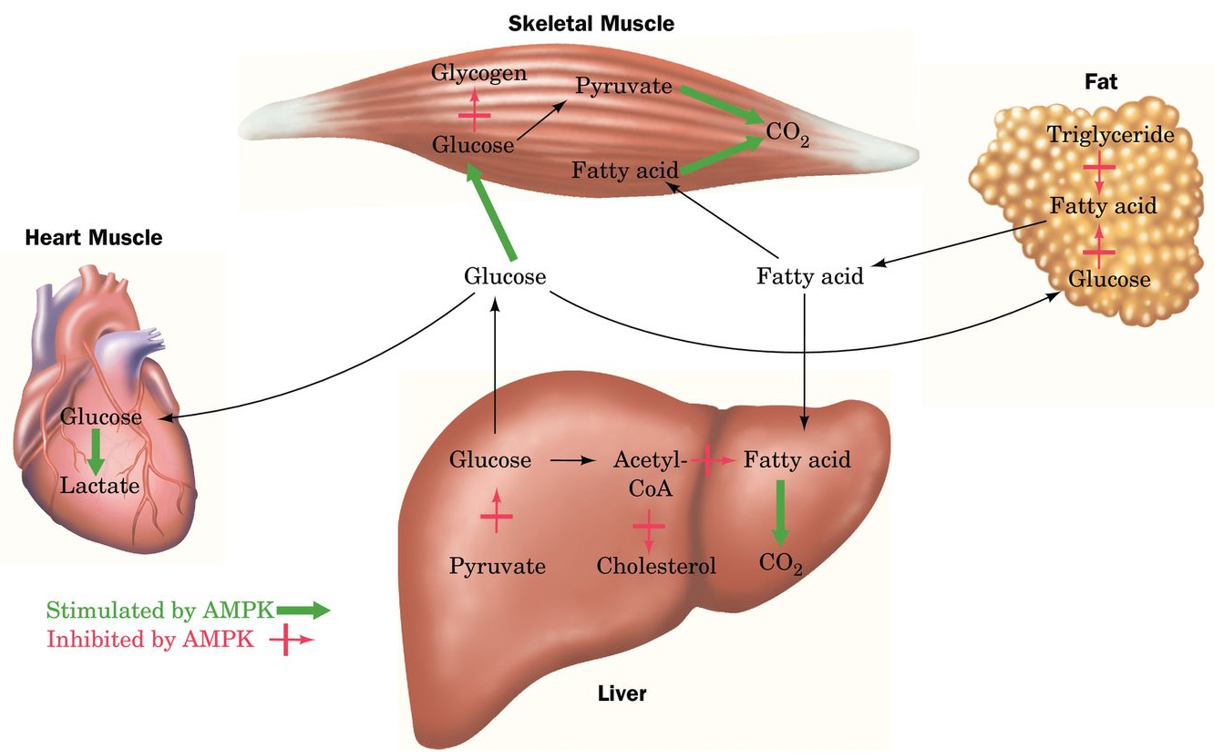 Skeletal Muscle
Glycogen
Pyruvate
Glucose
CO2
Fatty acid
Fat
Triglyceride
Fatty acid
Glucose
Heart Muscle
Glucose
Fatty acid
Glucose
Lactate
Glucose
Acetyl-
CoA
Fatty acid
Pyruvate
Cholesterol
CO2
Stimulated by AMPK
Inhibited by AMPK
Liver